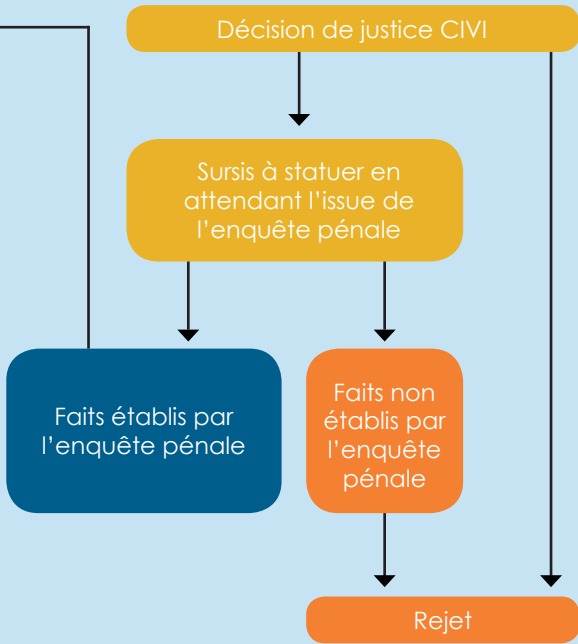 Décision de justice CIVI
Sursis à statuer en
attendant l’issue de
l’enquête pénale
Faits établis par
l’enquête pénale
Faits non
établis par
l’enquête
pénale
Rejet